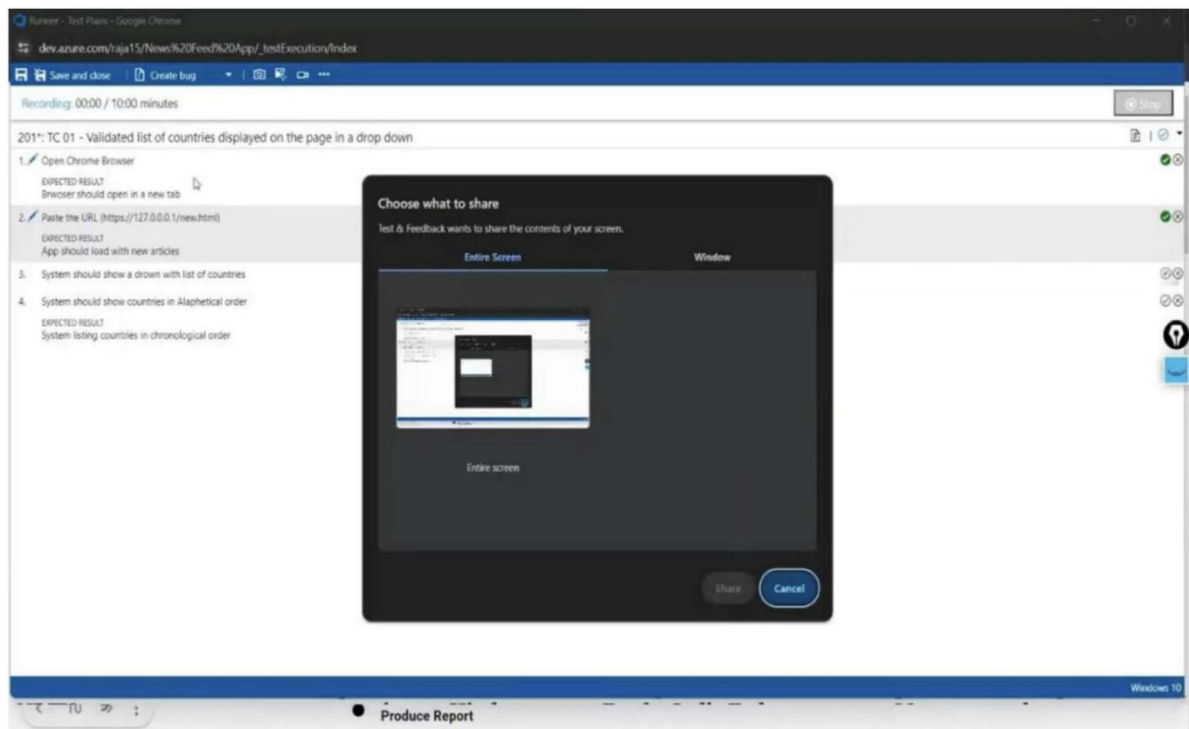 Runner - Test Plans - Google Chrome
dev.azure.com/raja15/News%20Feed%20App/_testExecution/Index
Save and close
Create bug
Recording: 00:00 / 10:00 minutes
Stop
201*: TC 01 - Validated list of countries displayed on the page in a drop down
1. Open Chrome Browser
EXPECTED RESULT
Brwoser should open in a new tab
2. Paste the URL (https://127.0.0.1/new.html)
EXPECTED RESULT
App should load with new articles
3. System should show a drown with list of countries
4. System should show countries in Alaphetical order
EXPECTED RESULT
System listing countries in chronological order
Choose what to share
Test & Feedback wants to share the contents of your screen.
Entire Screen
Window
Entire screen
Share
Cancel
Windows 10
Produce Report